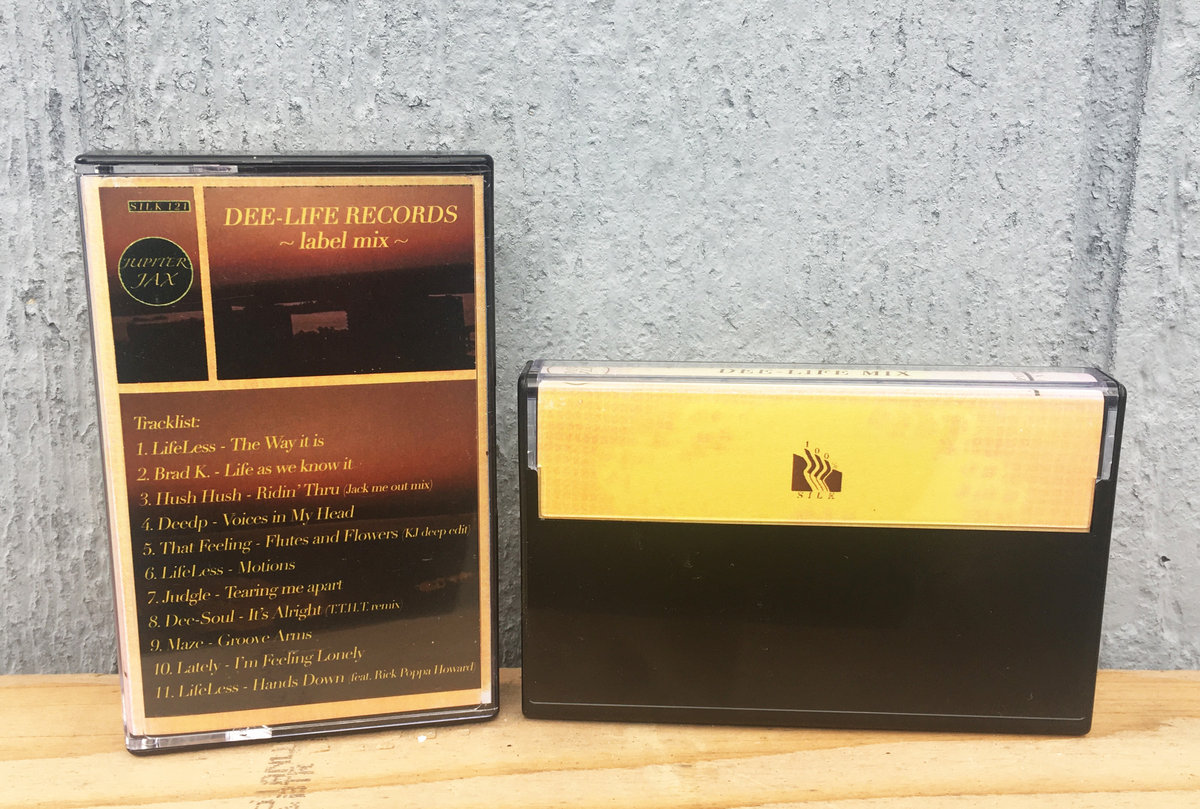 SILK 121
JUPITER
JAX
DEE-LIFE RECORDS
~ label mix ~
Tracklist:
1. LifeLess - The Way it is
2. Brad K. - Life as we know it
3. Hush Hush - Ridin' Thru (Jack me out mix)
4. Deedp - Voices in My Head
5. That Feeling - Flutes and Flowers (KJ deep edit)
6. LifeLess - Motions
7. Judgle - Tearing me apart
8. Dee-Soul - It's Alright (T.T.H.T. remix)
9. Maze - Groove Arms
10. Lately - I'm Feeling Lonely
11. LifeLess - Hands Down (feat. Rick Poppa Howard)
DEE-LIFE MIX
100
SILK